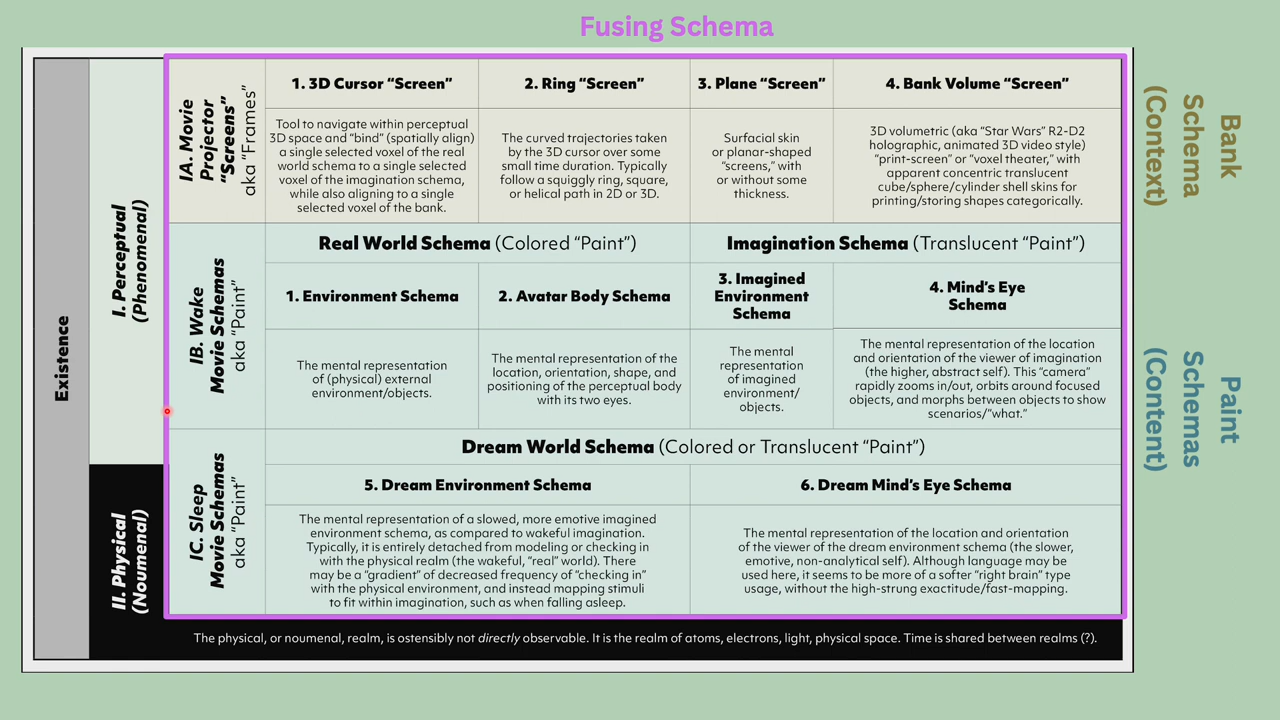 Fusing Schema
Existence
I. Perceptual
(Phenomenal)
II. Physical
(Noumenal)
IA. Movie
Projector
“Screens”
aka “Frames”
1. 3D Cursor “Screen”
Tool to navigate within perceptual
3D space and “bind” (spatially align)
a single selected voxel of the real
world schema to a single selected
voxel of the imagination schema,
while also aligning to a single
selected voxel of the bank.
2. Ring “Screen”
The curved trajectories taken
by the 3D cursor over some
small time duration. Typically
follow a squiggly ring, square,
or helical path in 2D or 3D.
3. Plane “Screen”
Surfacial skin
or planar-shaped
“screens,” with
or without some
thickness.
4. Bank Volume “Screen”
3D volumetric (aka “Star Wars” R2-D2
holographic, animated 3D video style)
“print-screen” or “voxel theater,” with
apparent concentric translucent
cube/sphere/cylinder shell skins for
printing/storing shapes categorically.
IB. Wake
Movie Schemas
aka “Paint”
Real World Schema (Colored “Paint”)
Imagination Schema (Translucent “Paint”)
1. Environment Schema
The mental representation
of (physical) external
environment/objects.
2. Avatar Body Schema
The mental representation of the
location, orientation, shape, and
positioning of the perceptual body
with its two eyes.
3. Imagined
Environment
Schema
The mental
representation
of imagined
environment/
objects.
4. Mind’s Eye
Schema
The mental representation of the location
and orientation of the viewer of imagination
(the higher, abstract self). This “camera”
rapidly zooms in/out, orbits around focused
objects, and morphs between objects to show
scenarios/“what.”
IC. Sleep
Movie Schemas
aka “Paint”
Dream World Schema (Colored or Translucent “Paint”)
5. Dream Environment Schema
The mental representation of a slowed, more emotive imagined
environment schema, as compared to wakeful imagination.
Typically, it is entirely detached from modeling or checking in
with the physical realm (the wakeful, “real” world). There
may be a “gradient” of decreased frequency of “checking in”
with the physical environment, and instead mapping stimuli
to fit within imagination, such as when falling asleep.
6. Dream Mind’s Eye Schema
The mental representation of the location and orientation
of the viewer of the dream environment schema (the slower,
emotive, non-analytical self). Although language may be
used here, it seems to be more of a softer “right brain” type
usage, without the high-strung exactitude/fast-mapping.
The physical, or noumenal, realm, is ostensibly not directly observable. It is the realm of atoms, electrons, light, physical space. Time is shared between realms (?).
Bank
Schema
(Context)
Paint
Schemas
(Content)